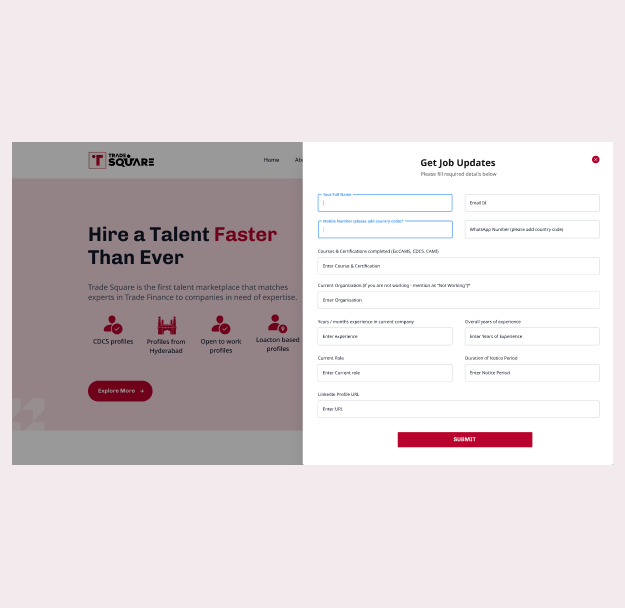 TRADE
SQUARE
Home
Abo
Hire a Talent Faster
Than Ever
Trade Square is the first talent marketplace that matches
experts in Trade Finance to companies in need of expertise.
CDCS profiles
Profiles from
Hyderabad
Open to work
profiles
Loacton based
profiles
Explore More
Get Job Updates
Please fill required details below
Your Full Name
Email Id
Mobile Number (please add country code)*
WhatsApp Number (please add country code)
Courses & Certifications completed (EcCAMS, CDCS, CAMI)
Enter Course & Certification
Current Organisation (if you are not working - mention as "Not Working")*
Enter Organisation
Years / months experience in current company
Overall years of experience
Enter Experience
Enter Years of Experience
Current Role
Duration of Notice Period
Enter Current role
Enter Notice Period
LinkedIn Profile URL
Enter URL
SUBMIT